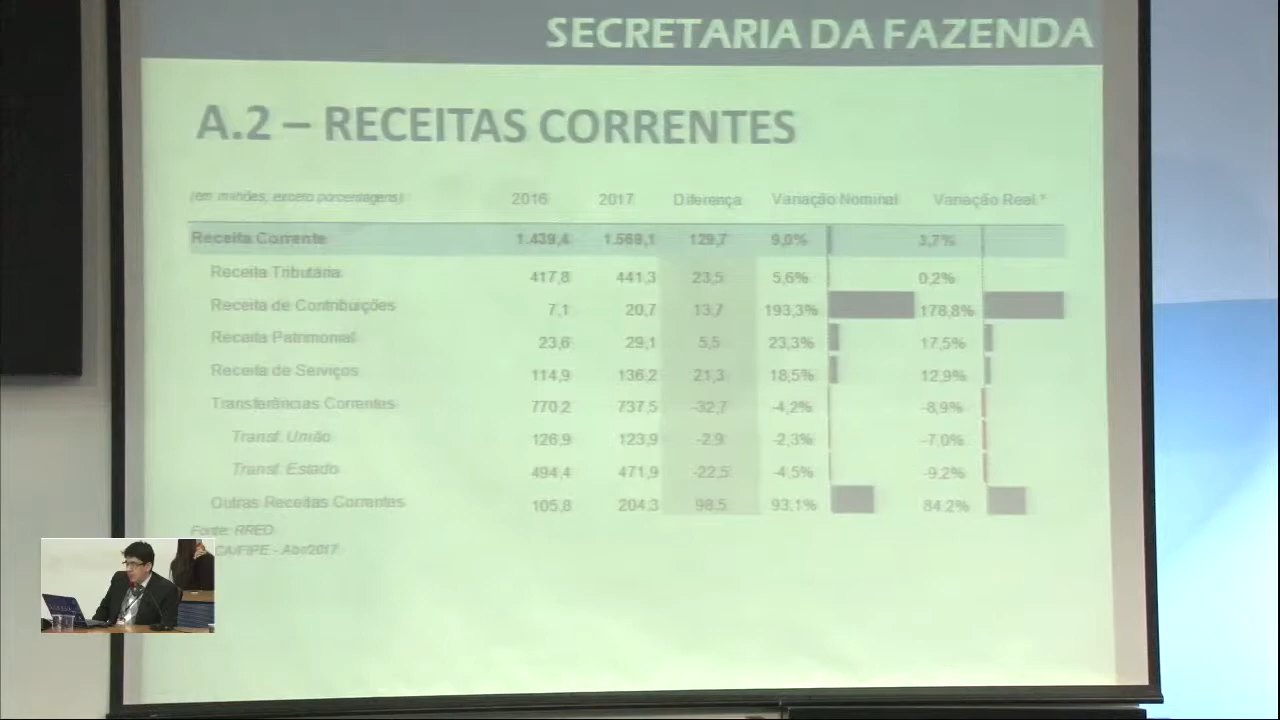 SECRETARIA DA FAZENDA
A.2 – RECEITAS CORRENTES
(em milhões, exceto porcentagens) 2016 2017 Diferença Variação Nominal Variação Real *
Receita Corrente 1.439,4 1.569,1 129,7 9,0% 3,7%
Receita Tributária 417,8 441,3 23,5 5,6% 0,2%
Receita de Contribuições 7,1 20,7 13,7 193,3% 178,8%
Receita Patrimonial 23,6 29,1 5,5 23,3% 17,5%
Receita de Serviços 114,9 136,2 21,3 18,5% 12,9%
Transferências Correntes 770,2 737,5 -32,7 -4,2% -8,9%
Transf. União 126,9 123,9 -2,9 -2,3% -7,0%
Transf. Estado 494,4 471,9 -22,5 -4,5% -9,2%
Outras Receitas Correntes 105,8 204,3 98,5 93,1% 84,2%
Fonte: RREO
/FIPE - Abr/2017